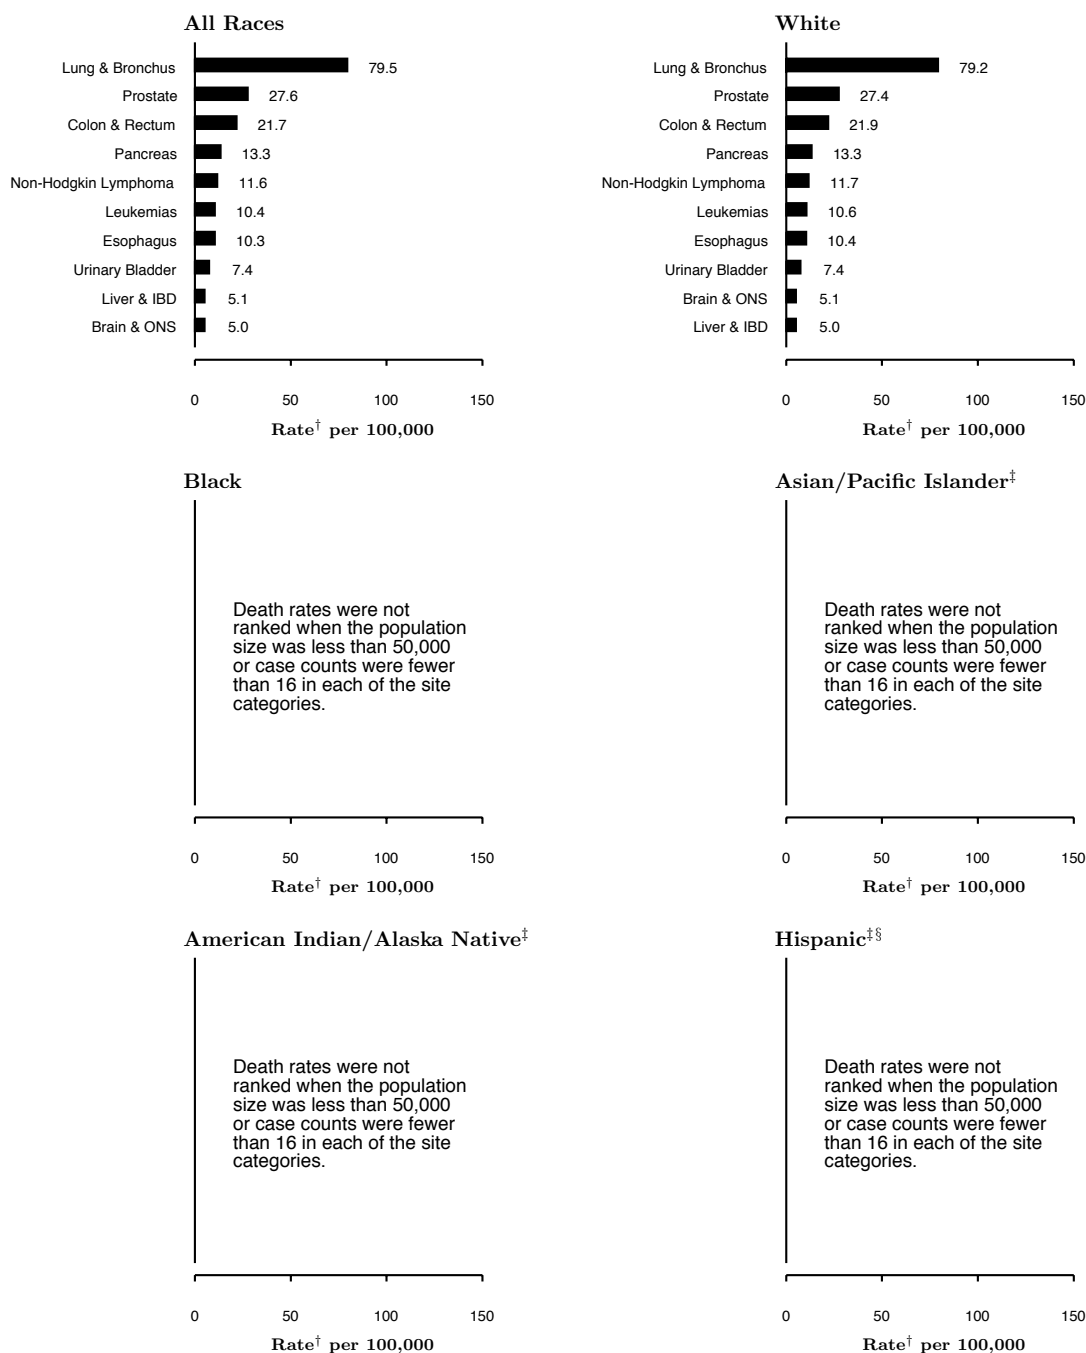 All Races
Lung & Bronchus 79.5
Prostate 27.6
Colon & Rectum 21.7
Pancreas 13.3
Non-Hodgkin Lymphoma 11.6
Leukemias 10.4
Esophagus 10.3
Urinary Bladder 7.4
Liver & IBD 5.1
Brain & ONS 5.0
0 50 100 150
Rate† per 100,000
White
Lung & Bronchus 79.2
Prostate 27.4
Colon & Rectum 21.9
Pancreas 13.3
Non-Hodgkin Lymphoma 11.7
Leukemias 10.6
Esophagus 10.4
Urinary Bladder 7.4
Brain & ONS 5.1
Liver & IBD 5.0
0 50 100 150
Rate† per 100,000
Black
Death rates were not
ranked when the population
size was less than 50,000
or case counts were fewer
than 16 in each of the site
categories.
0 50 100 150
Rate† per 100,000
Asian/Pacific Islander‡
Death rates were not
ranked when the population
size was less than 50,000
or case counts were fewer
than 16 in each of the site
categories.
0 50 100 150
Rate† per 100,000
American Indian/Alaska Native‡
Death rates were not
ranked when the population
size was less than 50,000
or case counts were fewer
than 16 in each of the site
categories.
0 50 100 150
Rate† per 100,000
Hispanic‡§
Death rates were not
ranked when the population
size was less than 50,000
or case counts were fewer
than 16 in each of the site
categories.
0 50 100 150
Rate† per 100,000